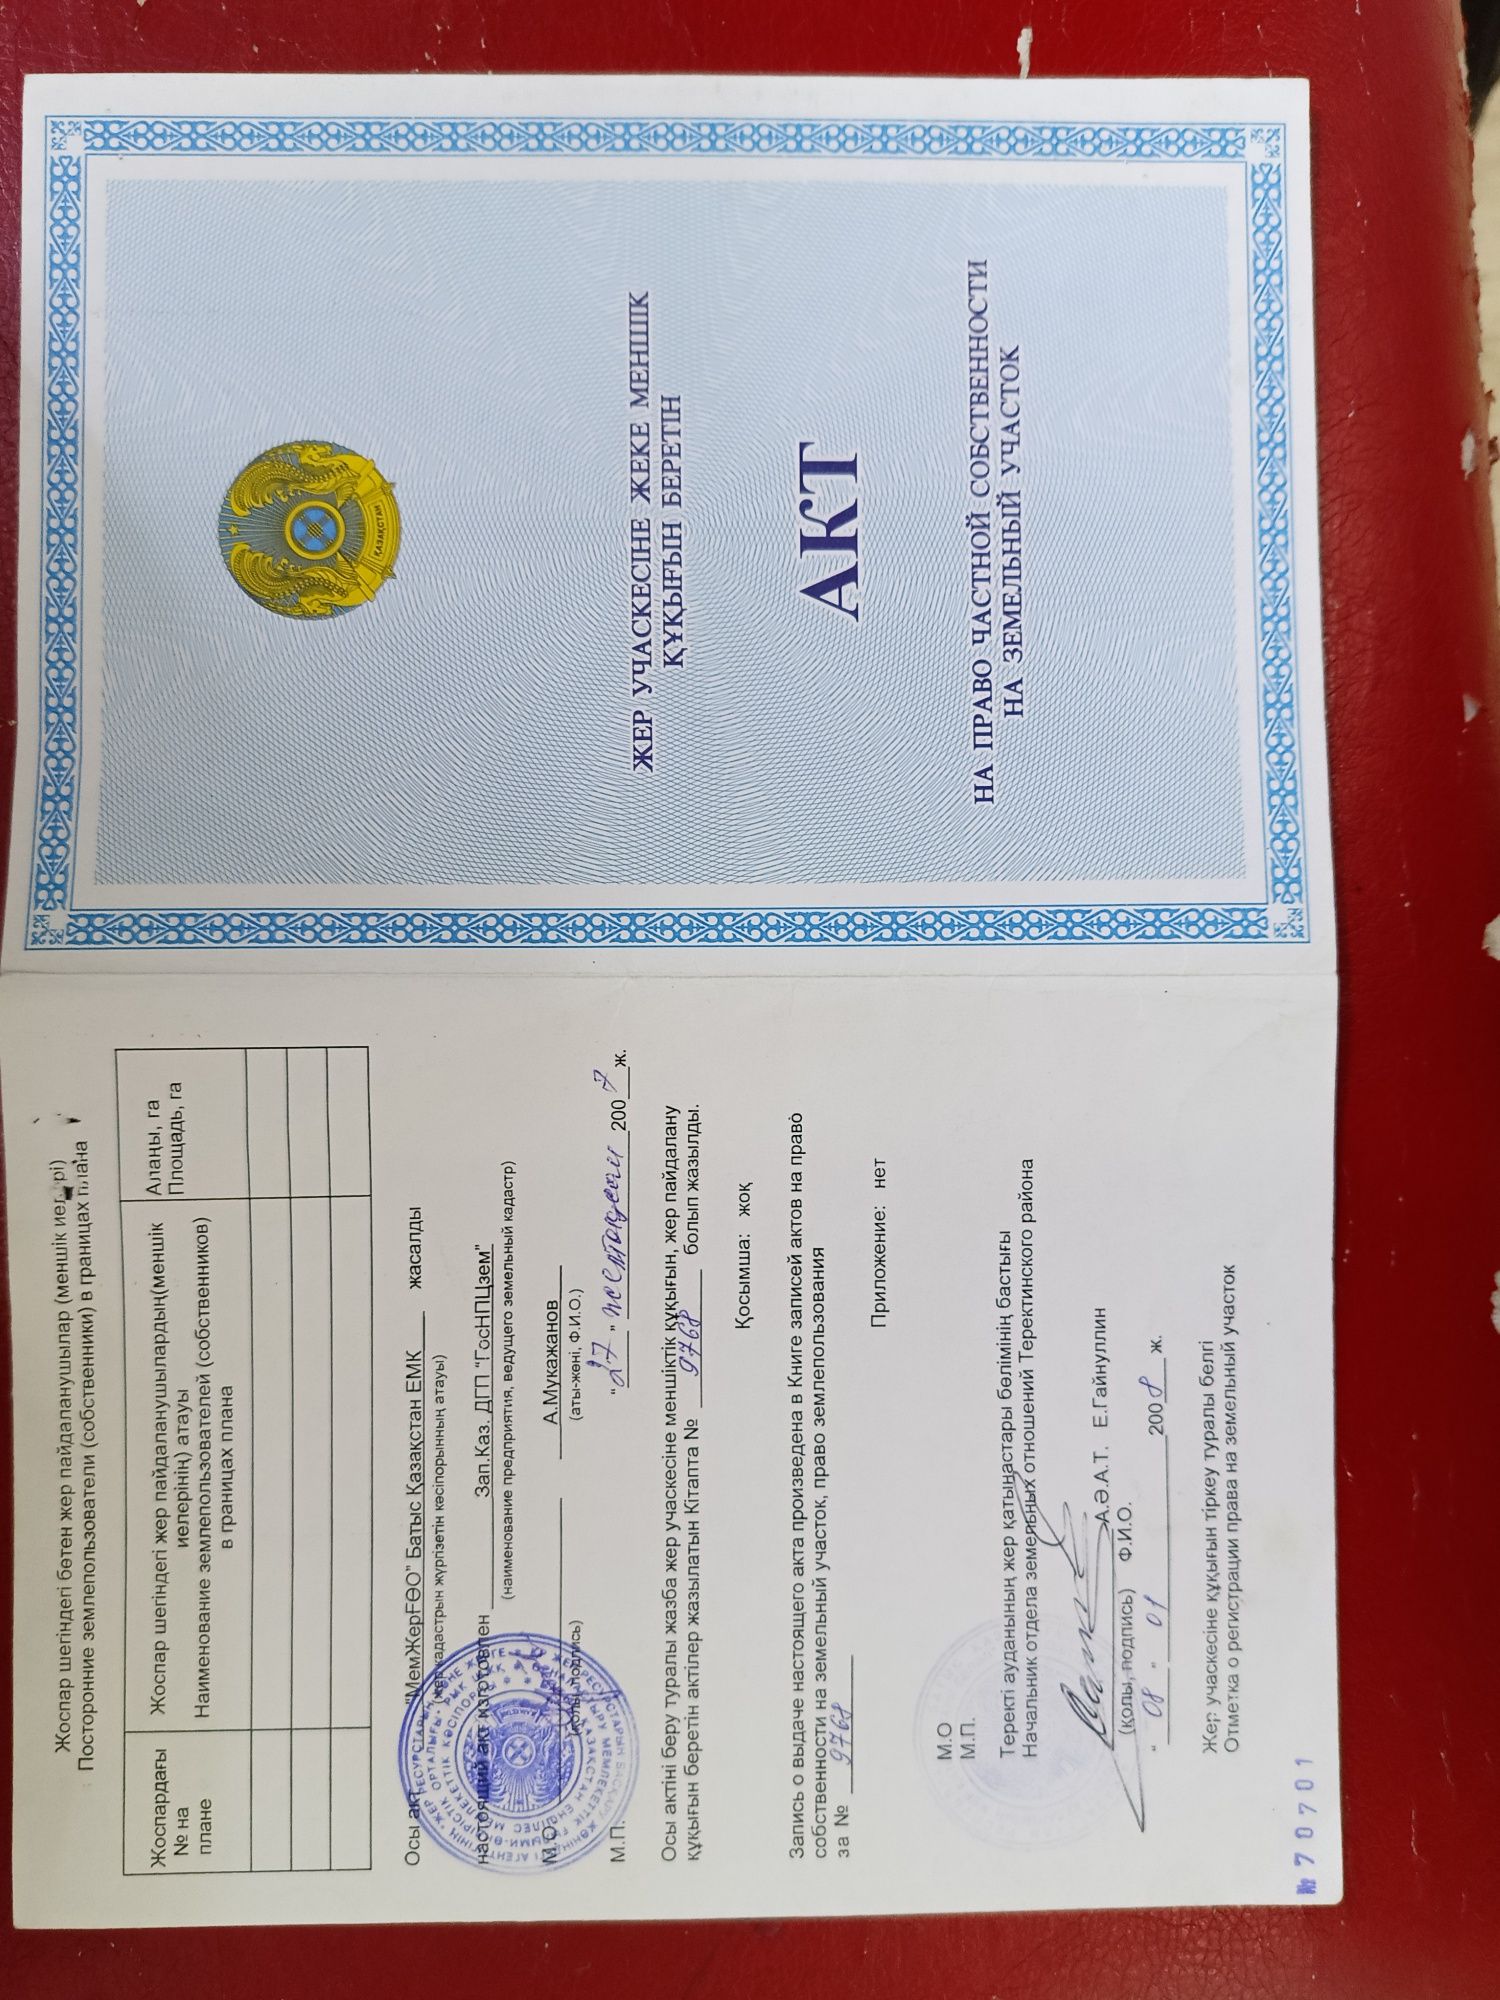 Жоспар шегіндегі бөтен жер пайдаланушылар (меншік
Посторонние землепользователи (собственники) в границах плана
Жоспардағы
№ на
плане
Жоспар шегіндегі жер пайдаланушылардың(меншік
иелерінің) атауы
Наименование землепользователей (собственников)
в границах плана
Алаңы, га
Площадь, га
Осы акт "МемЖерҒӨО" Батыс Қазақстан ЕМК жасалды
(жер кадастрын жүргізетін кәсіпорынның атауы)
настоящий акт изготовлен Зап.Каз. ДГП "ГосНПЦзем"
(наименование предприятия, ведущего земельный кадастр)
М.О А.Мукажанов
(қолы, подпись) (аты-жөні, Ф.И.О.)
М.П. "27" желтоқсан 2007 ж.
Осы актіні беру туралы жазба жер учаскесіне меншіктік құқығын, жер пайдалану
құқығын беретін актілер жазылатын Кітапта № 9768 болып жазылды.
Қосымша: жоқ
Запись о выдаче настоящего акта произведена в Книге записей актов на право
собственности на земельный участок, право землепользования
за № 9768
Приложение: нет
М.О
М.П.
Теректі ауданының жер қатынастары бөлімінің бастығы
Начальник отдела земельных отношений Теректинского района
А.Ә.А.Т. Е.Гайнуллин
(қолы, подпись) Ф.И.О.
" 08 " 01 2008 ж.
Жер учаскесіне құқығын тіркеу туралы белгі
Отметка о регистрации права на земельный участок
№ 70701
ҚАЗАҚСТАН
ЖЕР УЧАСКЕСІНЕ ЖЕКЕ МЕНШІК
ҚҰҚЫҒЫН БЕРЕТІН
АКТ
НА ПРАВО ЧАСТНОЙ СОБСТВЕННОСТИ
НА ЗЕМЕЛЬНЫЙ УЧАСТОК